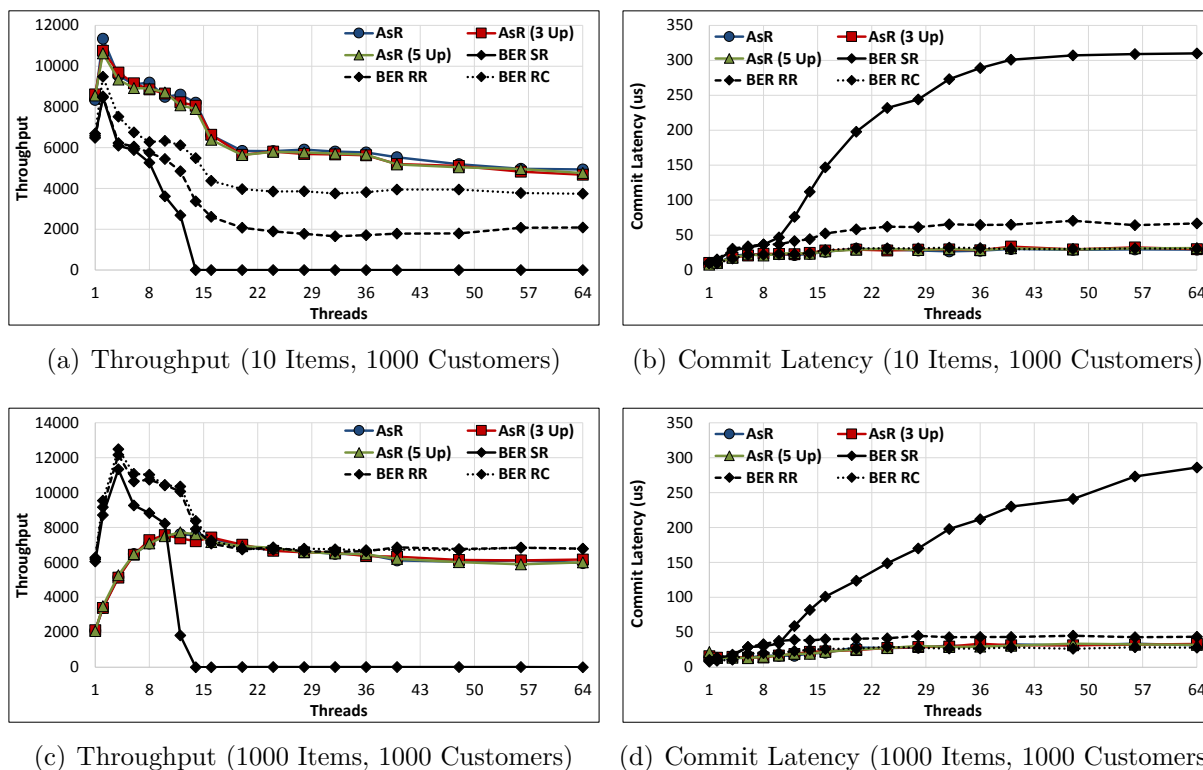 12000
10000
8000
6000
4000
2000
0
Throughput
AsR
AsR (3 Up)
AsR (5 Up)
BER SR
BER RR
BER RC
1 8 15 22 29 36 43 50 57 64
Threads
350
300
250
200
150
100
50
0
Commit Latency (us)
AsR
AsR (3 Up)
AsR (5 Up)
BER SR
BER RR
BER RC
1 8 15 22 29 36 43 50 57 64
Threads
(a) Throughput (10 Items, 1000 Customers)
(b) Commit Latency (10 Items, 1000 Customers)
14000
12000
10000
8000
6000
4000
2000
0
Throughput
AsR
AsR (3 Up)
AsR (5 Up)
BER SR
BER RR
BER RC
1 8 15 22 29 36 43 50 57 64
Threads
350
300
250
200
150
100
50
0
Commit Latency (us)
AsR
AsR (3 Up)
AsR (5 Up)
BER SR
BER RR
BER RC
1 8 15 22 29 36 43 50 57 64
Threads
(c) Throughput (1000 Items, 1000 Customers)
(d) Commit Latency (1000 Items, 1000 Customers